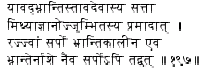 यावद्भ्रान्तिस्तावदेवास्य सत्ता
मिथ्याज्ञानोज्जृम्भितस्य प्रमादात् ।
रज्ज्वां सर्पो भ्रान्तिकालीन एव
भ्रान्तेर्नाशे नैव सर्पोऽपि तद्वत् ॥१९७॥